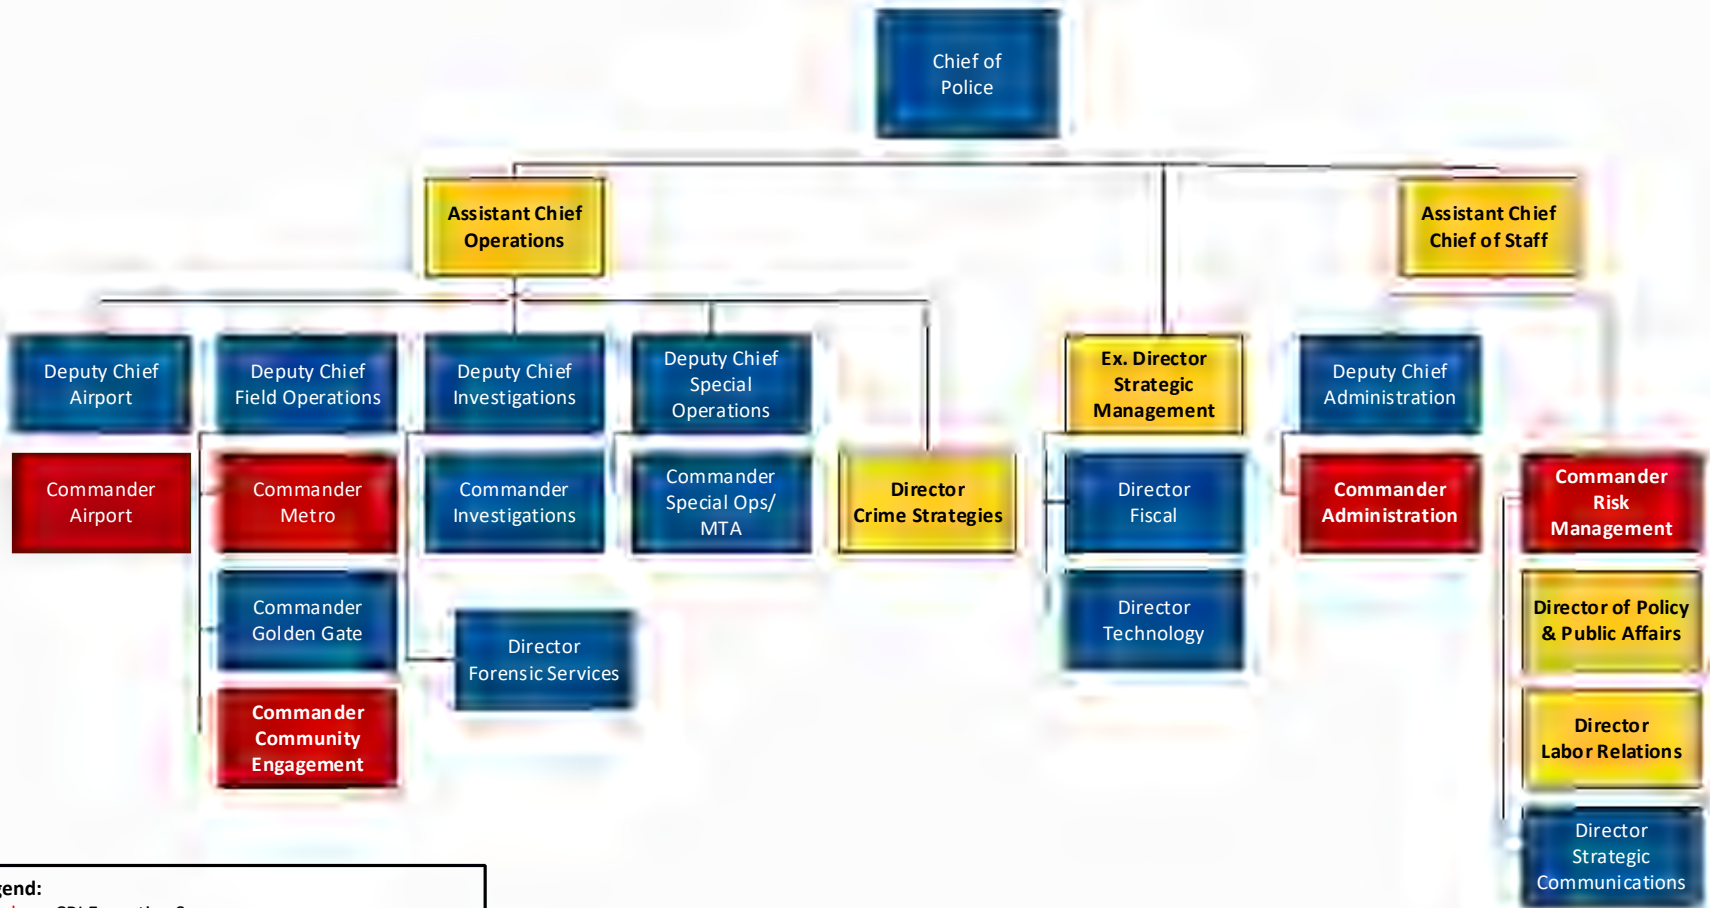 Chief of
Police
Assistant Chief
Operations
Assistant Chief
Chief of Staff
Deputy Chief
Airport
Deputy Chief
Field Operations
Deputy Chief
Investigations
Deputy Chief
Special
Operations
Ex. Director
Strategic
Management
Deputy Chief
Administration
Commander
Airport
Commander
Metro
Commander
Investigations
Commander
Special Ops/
MTA
Director
Crime Strategies
Director
Fiscal
Commander
Administration
Commander
Risk
Management
Commander
Golden Gate
Director
Forensic Services
Director
Technology
Director of Policy
& Public Affairs
Commander
Community
Engagement
Director
Labor Relations
Director
Strategic
Communications
gend: